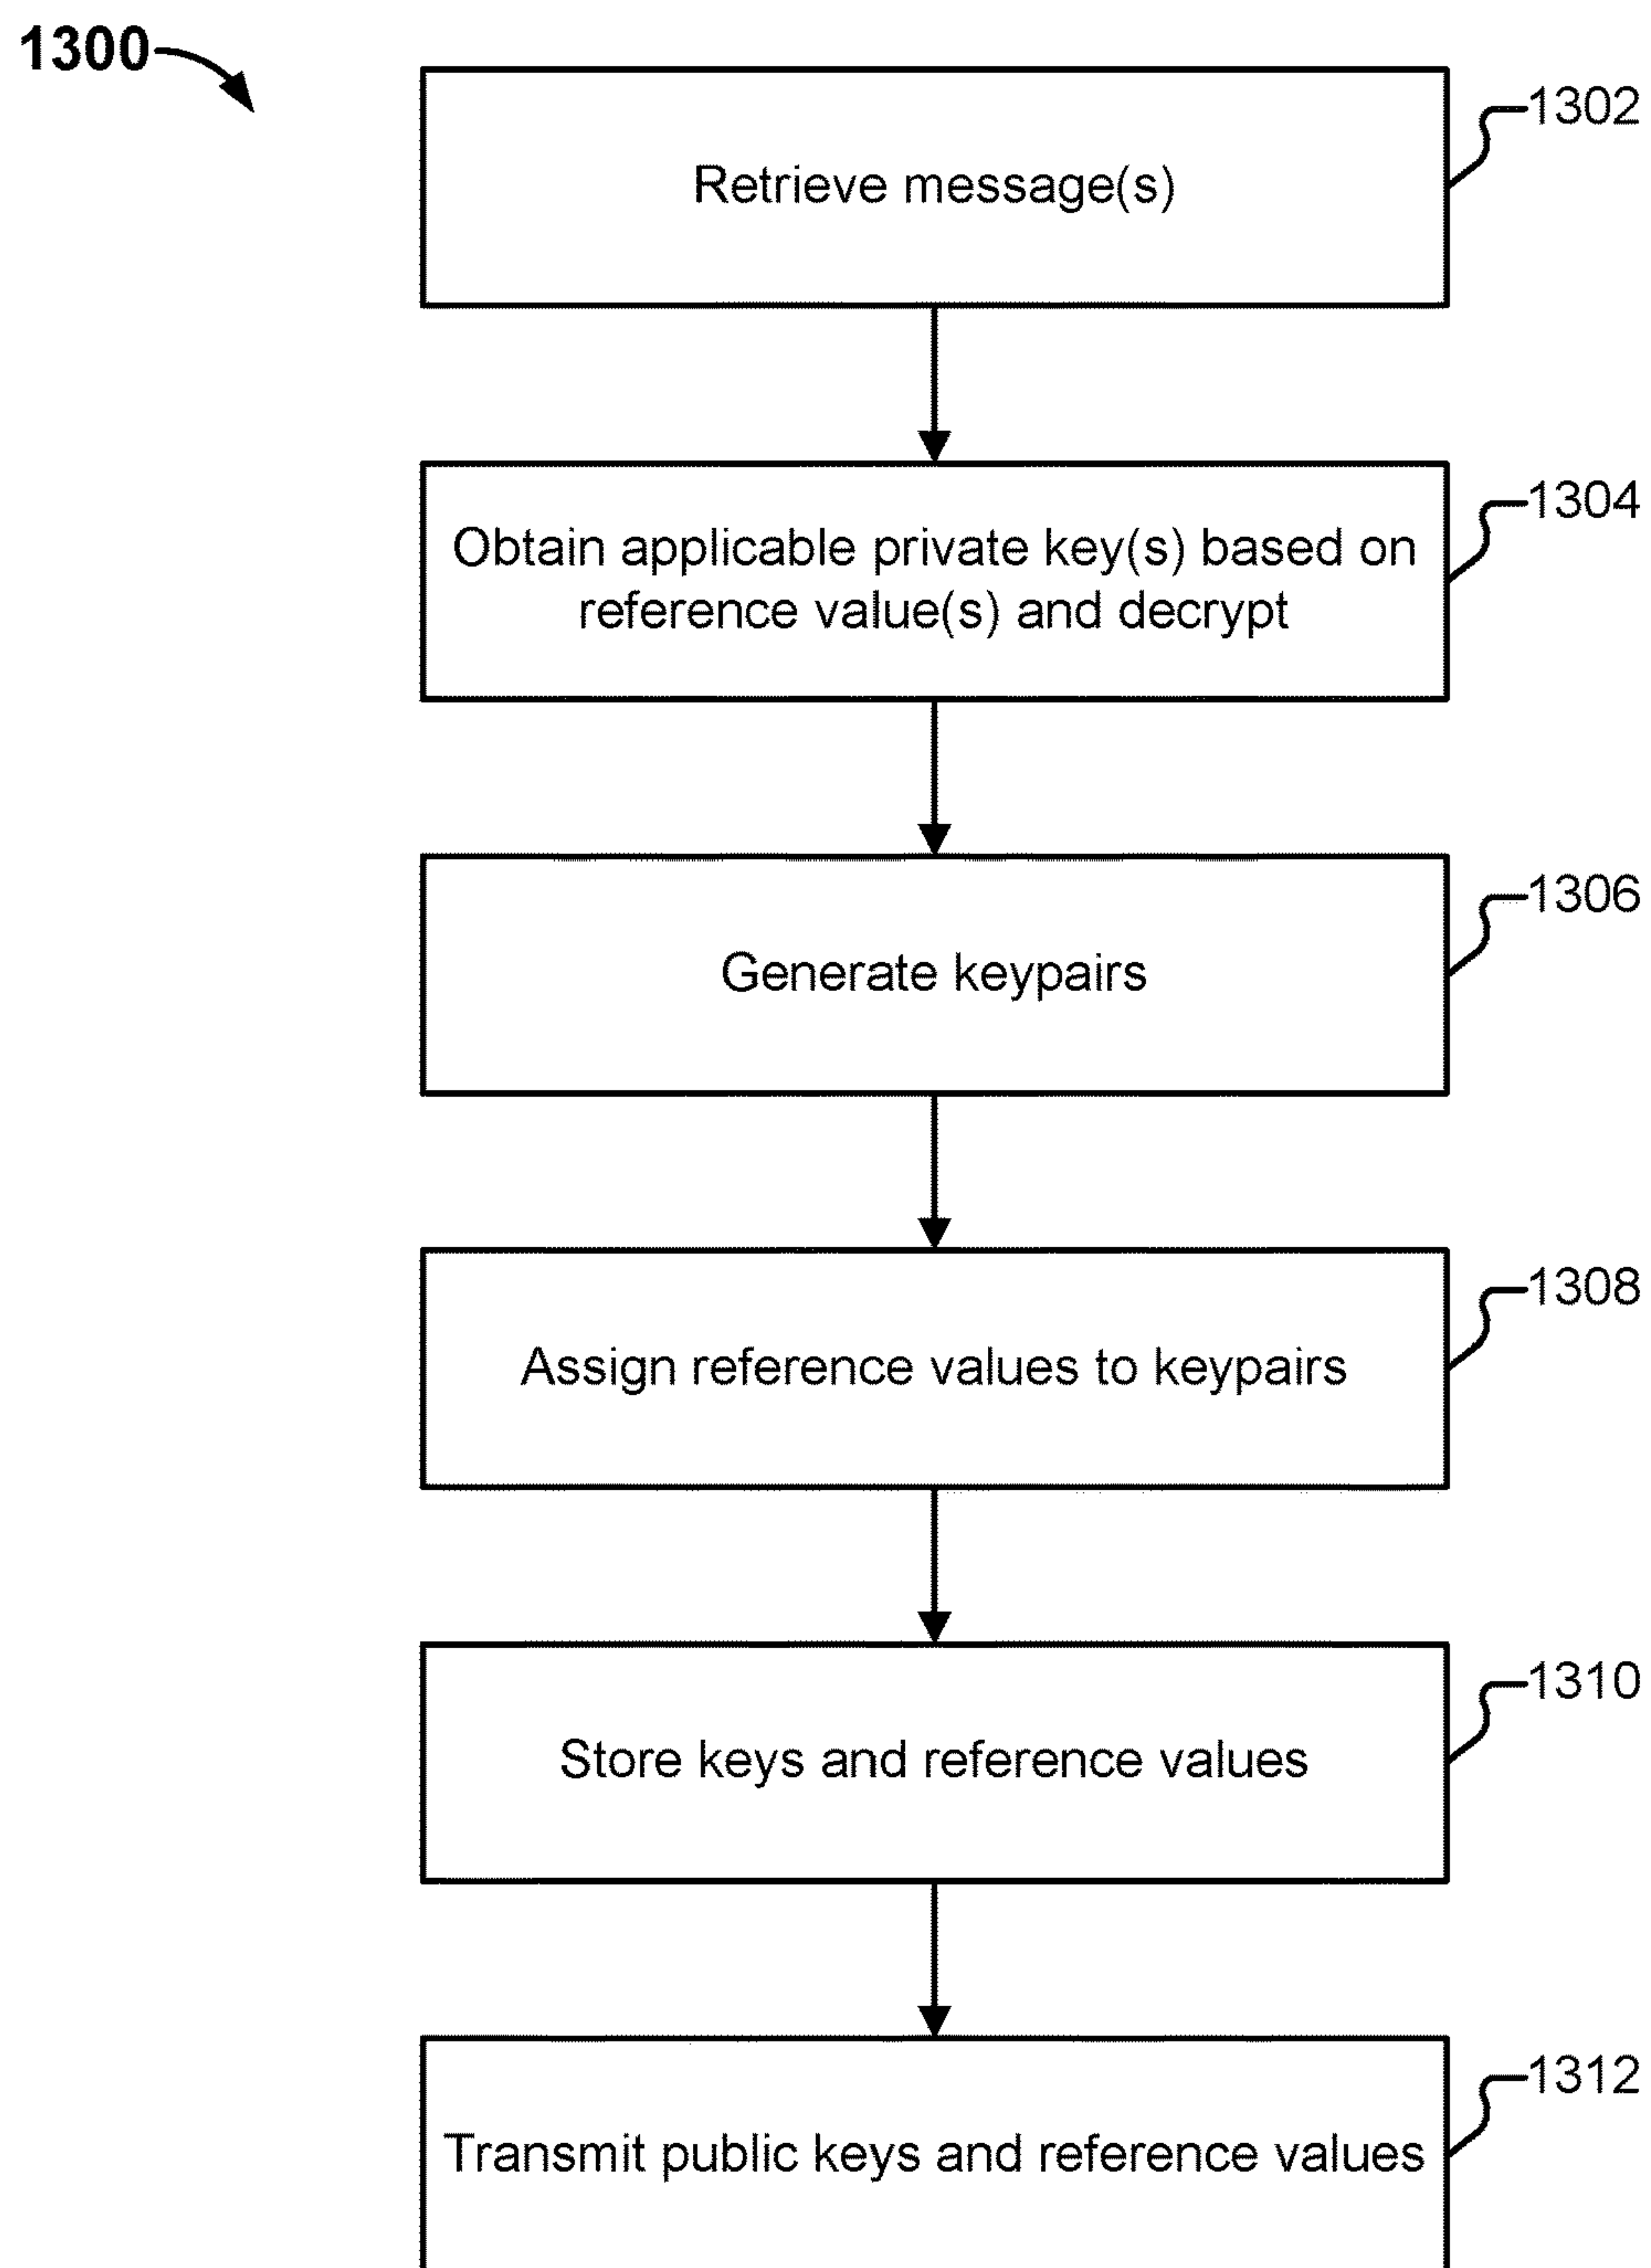 1300
1302
Retrieve message(s)
1304
Obtain applicable private key(s) based on
reference value(s) and decrypt
1306
Generate keypairs
1308
Assign reference values to keypairs
1310
Store keys and reference values
1312
Transmit public keys and reference values